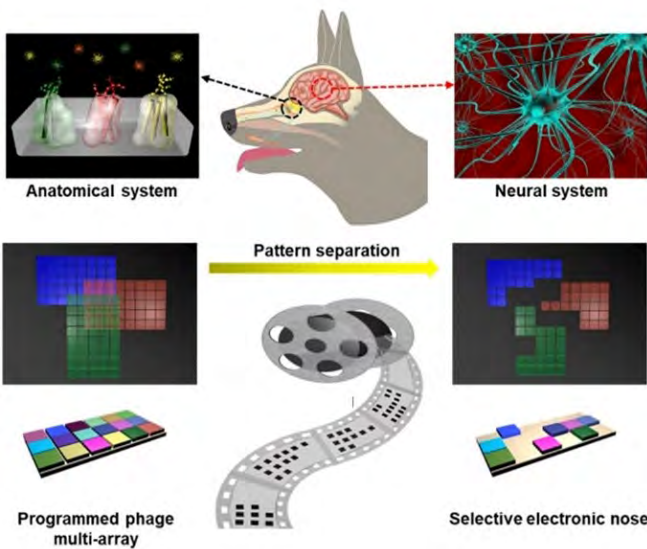 Anatomical system
Neural system
Pattern separation
Programmed phage
multi-array
Selective electronic nose